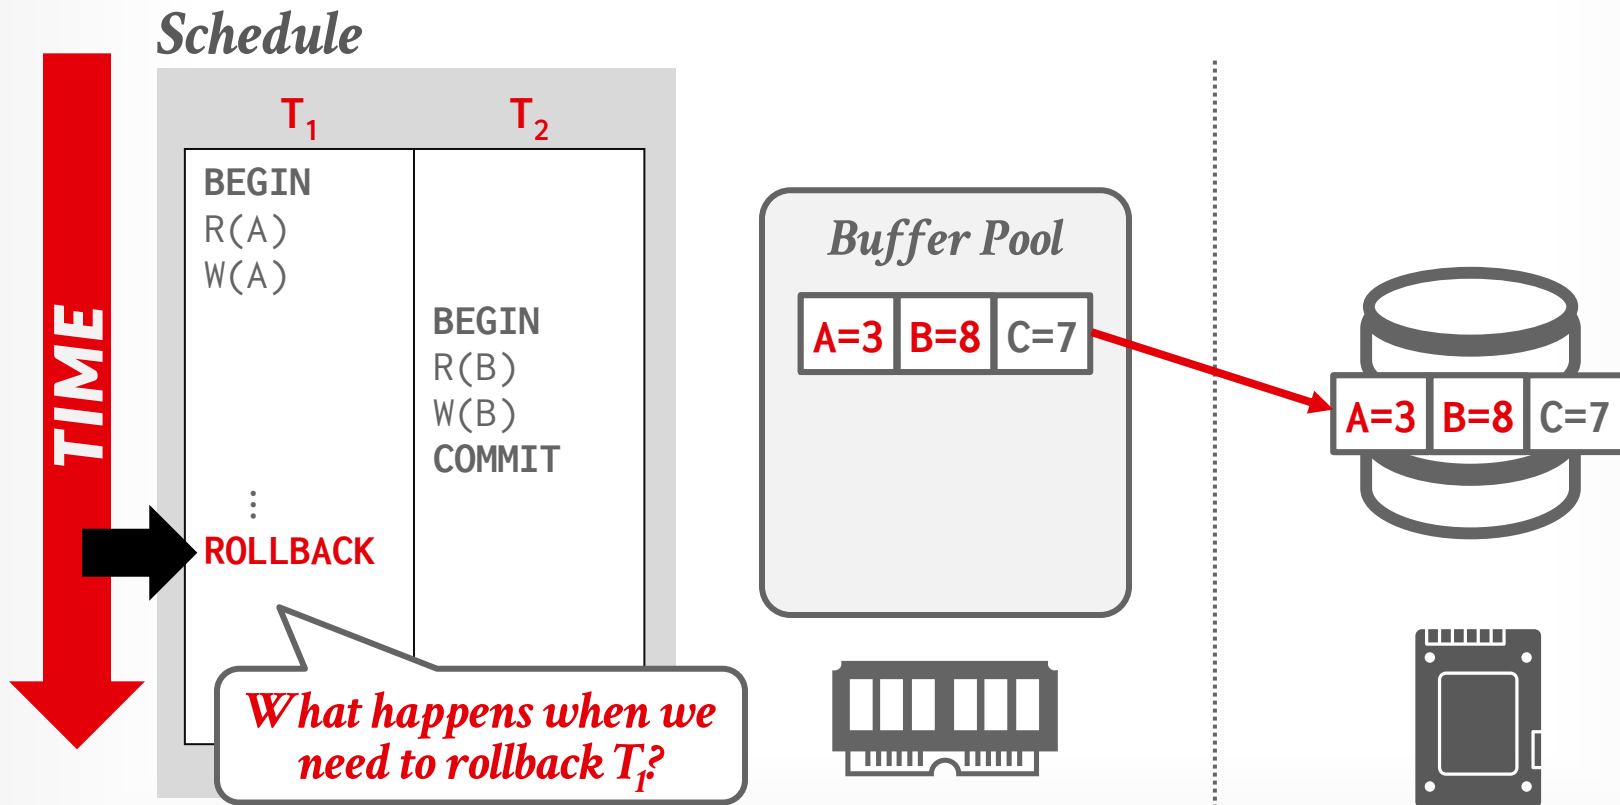 Schedule
TIME
T1
T2
BEGIN
R(A)
W(A)
BEGIN
R(B)
W(B)
COMMIT
⋮
ROLLBACK
What happens when we
need to rollback T1?
Buffer Pool
A=3 B=8 C=7
A=3 B=8 C=7